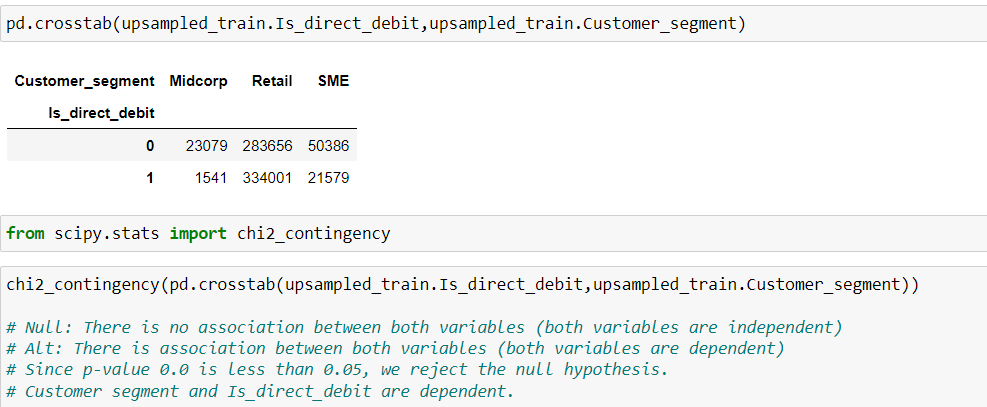 pd.crosstab(upsampled_train.Is_direct_debit,upsampled_train.Customer_segment)
Customer_segment Midcorp Retail SME
Is_direct_debit
0 23079 283656 50386
1 1541 334001 21579
from scipy.stats import chi2_contingency
chi2_contingency(pd.crosstab(upsampled_train.Is_direct_debit,upsampled_train.Customer_segment))
# Null: There is no association between both variables (both variables are independent)
# Alt: There is association between both variables (both variables are dependent)
# Since p-value 0.0 is less than 0.05, we reject the null hypothesis.
# Customer segment and Is_direct_debit are dependent.